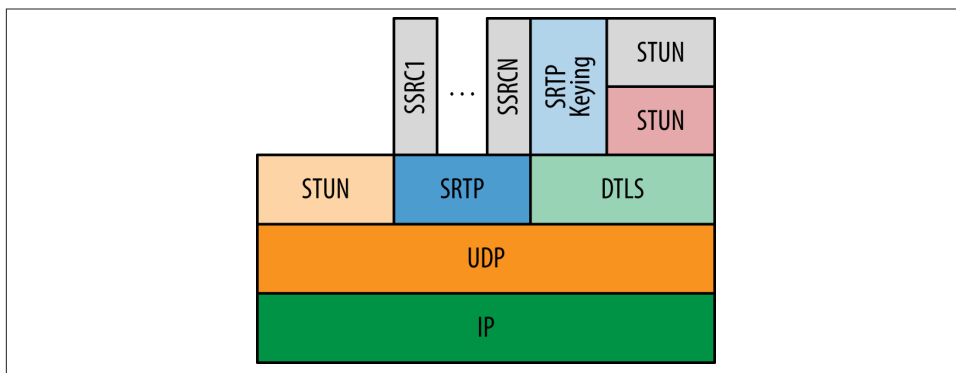 SSRC1
...
SSRCN
SRTP
Keying
STUN
STUN
STUN
SRTP
DTLS
UDP
IP